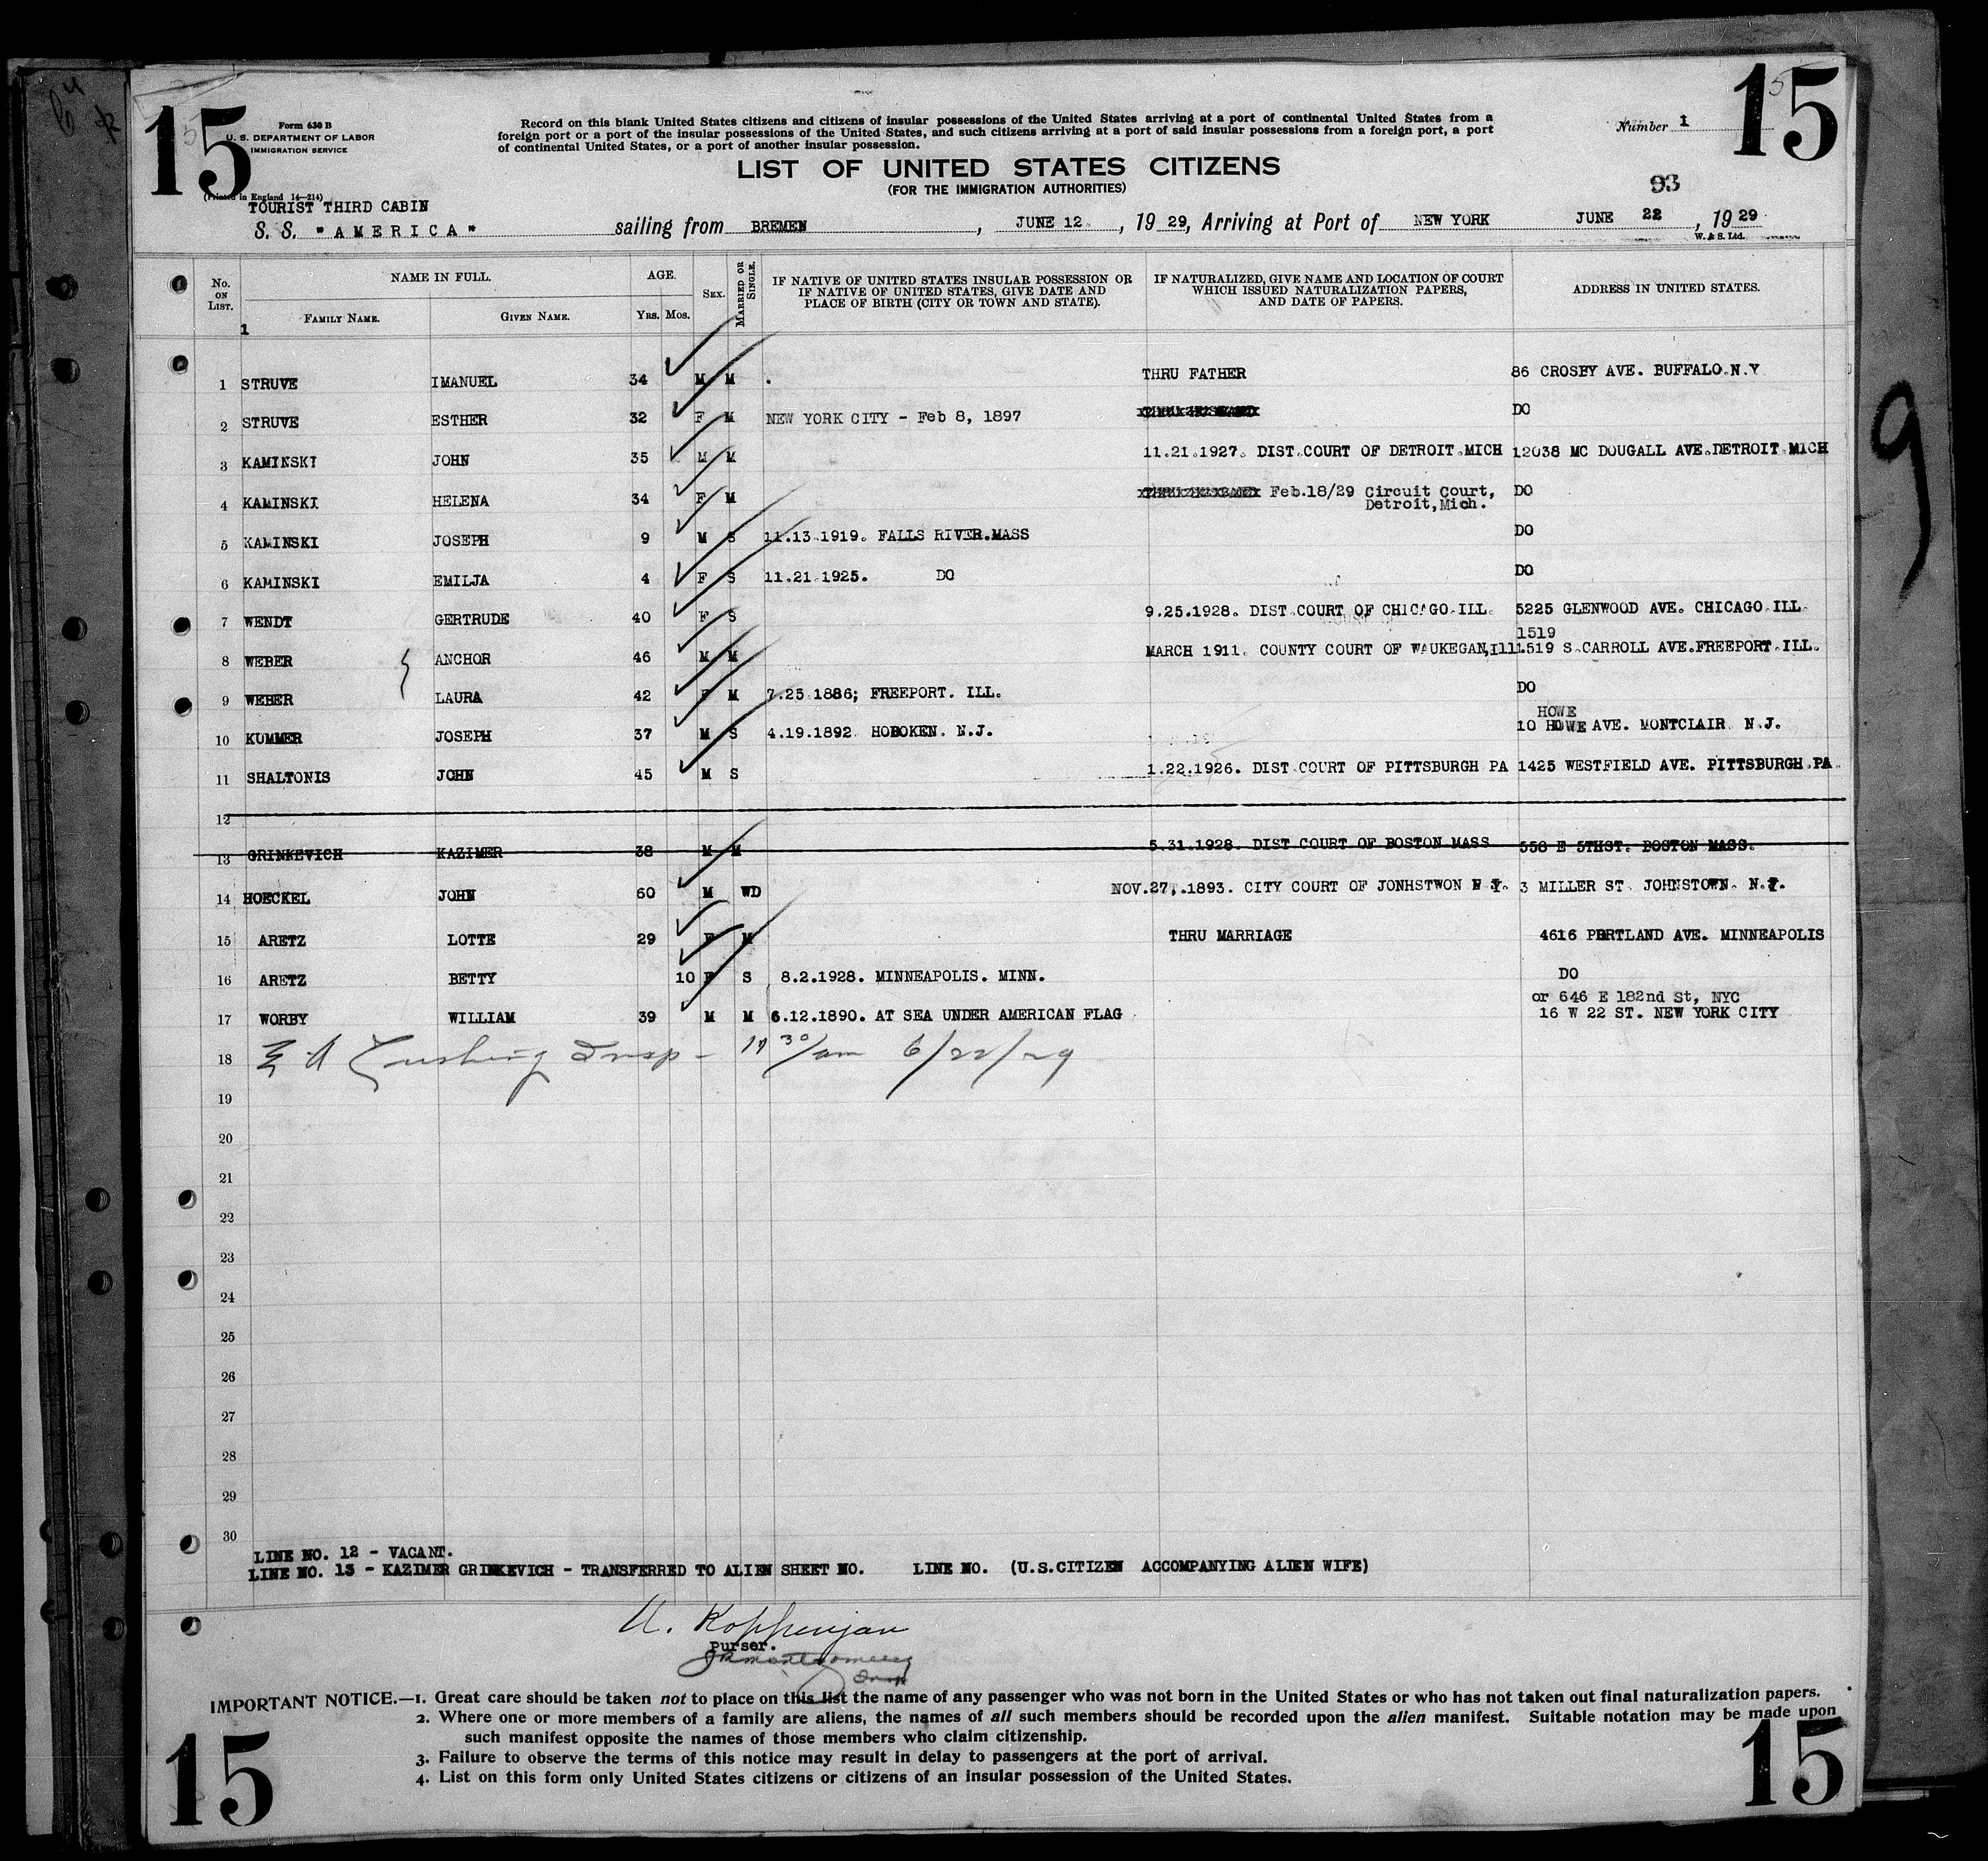 15
15
Form 630 B
U. S. DEPARTMENT OF LABOR
IMMIGRATION SERVICE
(Printed in England 14—214)
Record on this blank United States citizens and citizens of insular possessions of the United States arriving at a port of continental United States from a
foreign port or a port of the insular possessions of the United States, and such citizens arriving at a port of said insular possessions from a foreign port, a port
of continental United States, or a port of another insular possession.
Number 1
LIST OF UNITED STATES CITIZENS
(FOR THE IMMIGRATION AUTHORITIES)
93
TOURIST THIRD CABIN
S. S. "AMERICA" sailing from BREMEN, JUNE 12, 1929, Arriving at Port of NEW YORK JUNE 22, 1929
W. & S. Ltd.
No. ON LIST. NAME IN FULL. AGE. SEX. MARRIED OR SINGLE. IF NATIVE OF UNITED STATES INSULAR POSSESSION OR IF NATIVE OF UNITED STATES, GIVE DATE AND PLACE OF BIRTH (CITY OR TOWN AND STATE). IF NATURALIZED, GIVE NAME AND LOCATION OF COURT WHICH ISSUED NATURALIZATION PAPERS, AND DATE OF PAPERS. ADDRESS IN UNITED STATES.
FAMILY NAME. GIVEN NAME. YRS. MOS.
1
1 STRUVE IMANUEL 34 M M . THRU FATHER 86 CROSBY AVE. BUFFALO.N.Y
2 STRUVE ESTHER 32 F M NEW YORK CITY - Feb 8, 1897 DO
3 KAMINSKI JOHN 35 M M 11.21.1927. DIST.COURT OF DETROIT.MICH 12038 MC DOUGALL AVE.DETROIT.MICH
4 KAMINSKI HELENA 34 F M Feb.18/29 Circuit Court, DO
Detroit,Mich.
5 KAMINSKI JOSEPH 9 M S 11.13.1919. FALLS RIVER.MASS DO
6 KAMINSKI EMILJA 4 F S 11.21.1925. DO DO
7 WENDT GERTRUDE 40 F S 9.25.1928. DIST.COURT OF CHICAGO.ILL. 5225 GLENWOOD AVE. CHICAGO.ILL.
1519
8 WEBER ANCHOR 46 M M MARCH 1911. COUNTY COURT OF WAUKEGAN,Ill. 1519 S.CARROLL AVE.FREEPORT.ILL.
9 WEBER LAURA 42 F M 7.25.1886; FREEPORT. ILL. DO
HOWE
10 KUMMER JOSEPH 37 M S 4.19.1892. HOBOKEN. N.J. 10 HOWE AVE. MONTCLAIR. N.J.
11 SHALTONIS JOHN 45 M S 1.22.1926. DIST.COURT OF PITTSBURGH PA 1425 WESTFIELD AVE. PITTSBURGH.PA.
12
13 GRINKEVICH KAZIMER 38 M M 5.31.1928. DIST COURT OF BOSTON MASS 558 E 5THST. BOSTON MASS.
14 HOECKEL JOHN 60 M WD NOV.27,.1893. CITY COURT OF JONHSTWON N.Y. 3 MILLER ST. JOHNSTOWN. N.Y.
15 ARETZ LOTTE 29 F M THRU MARRIAGE 4616 PORTLAND AVE. MINNEAPOLIS
16 ARETZ BETTY 10 F S 8.2.1928. MINNEAPOLIS. MINN. DO
or 646 E 182nd St, NYC
17 WORBY WILLIAM 39 M M 6.12.1890. AT SEA UNDER AMERICAN FLAG 16 W 22 ST. NEW YORK CITY
18 Cushing Insp - 30/am 6/22/29
19
20
21
22
23
24
25
26
27
28
29
30
LINE NO. 12 - VACANT.
LINE NO. 13 - KAZIMER GRINKEVICH - TRANSFERRED TO ALIEN SHEET NO. LINE NO. (U.S.CITIZEN ACCOMPANYING ALIEN WIFE)
Koppenjan
Purser.
Montgomery
Insp
IMPORTANT NOTICE.—1. Great care should be taken not to place on this list the name of any passenger who was not born in the United States or who has not taken out final naturalization papers.
2. Where one or more members of a family are aliens, the names of all such members should be recorded upon the alien manifest. Suitable notation may be made upon
such manifest opposite the names of those members who claim citizenship.
3. Failure to observe the terms of this notice may result in delay to passengers at the port of arrival.
4. List on this form only United States citizens or citizens of an insular possession of the United States.
15
15
9